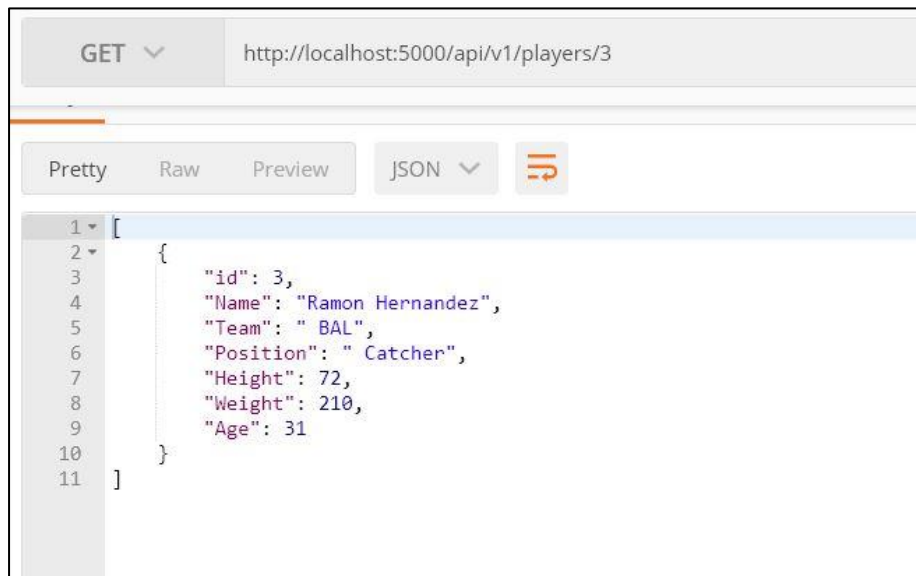 GET http://localhost:5000/api/v1/players/3
Pretty Raw Preview JSON
1 [
2 {
3 "id": 3,
4 "Name": "Ramon Hernandez",
5 "Team": " BAL",
6 "Position": " Catcher",
7 "Height": 72,
8 "Weight": 210,
9 "Age": 31
10 }
11 ]